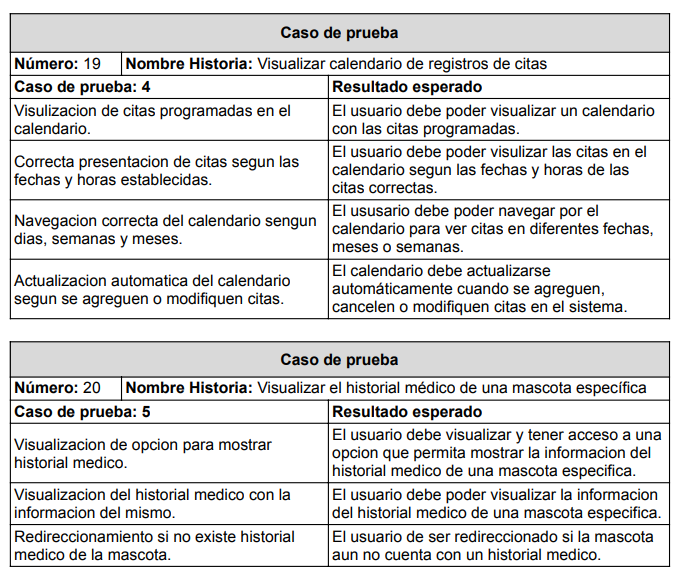 Caso de prueba
Número: 19 Nombre Historia: Visualizar calendario de registros de citas
Caso de prueba: 4 Resultado esperado
Visulizacion de citas programadas en el
calendario.
El usuario debe poder visualizar un calendario
con las citas programadas.
Correcta presentacion de citas segun las
fechas y horas establecidas.
El usuario debe poder visulizar las citas en el
calendario segun las fechas y horas de las
citas correctas.
Navegacion correcta del calendario sengun
dias, semanas y meses.
El ususario debe poder navegar por el
calendario para ver citas en diferentes fechas,
meses o semanas.
Actualizacion automatica del calendario
segun se agreguen o modifiquen citas.
El calendario debe actualizarse
automáticamente cuando se agreguen,
cancelen o modifiquen citas en el sistema.
Caso de prueba
Número: 20 Nombre Historia: Visualizar el historial médico de una mascota específica
Caso de prueba: 5 Resultado esperado
Visualizacion de opcion para mostrar
historial medico.
El usuario debe visualizar y tener acceso a una
opcion que permita mostrar la informacion del
historial medico de una mascota especifica.
Visualizacion del historial medico con la
informacion del mismo.
El usuario debe poder visualizar la informacion
del historial medico de una mascota especifica.
Redireccionamiento si no existe historial
medico de la mascota.
El usuario de ser redireccionado si la mascota
aun no cuenta con un historial medico.